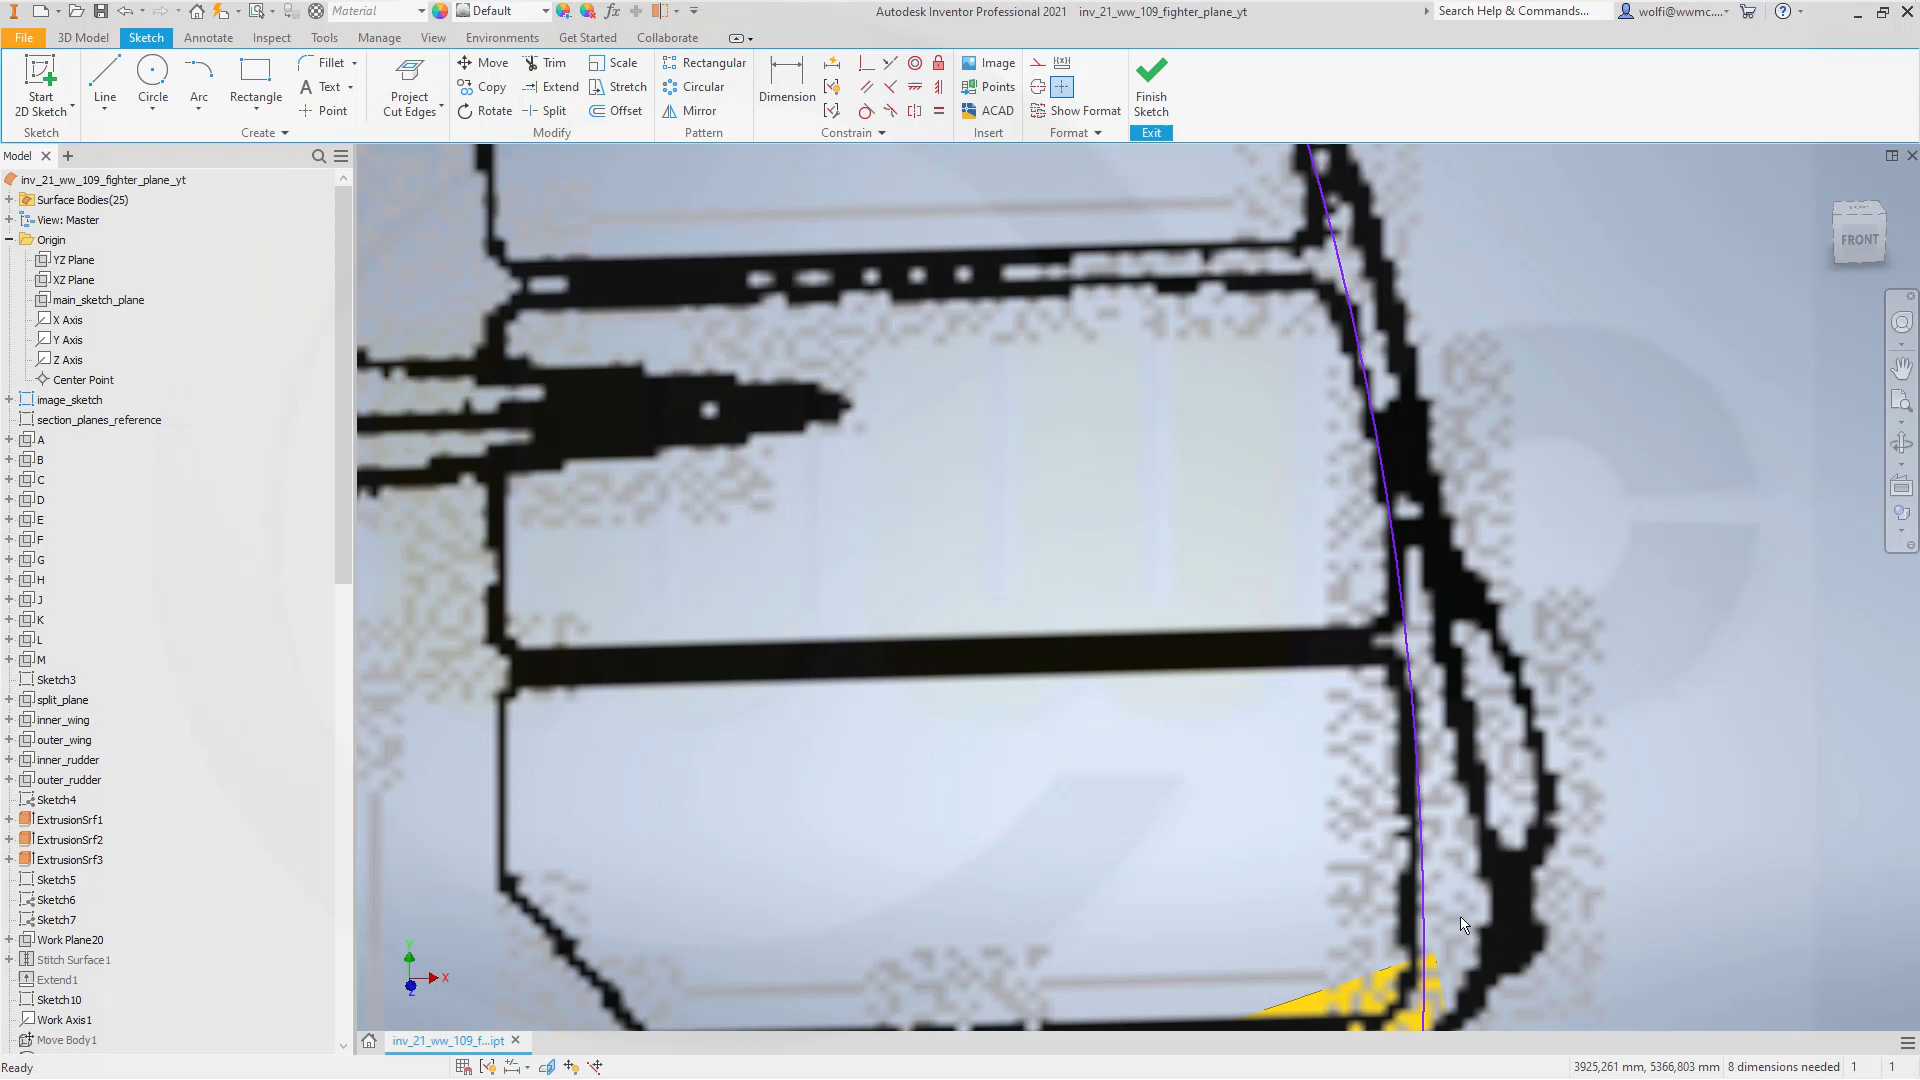 Material
Default
fx
Autodesk Inventor Professional 2021 inv_21_ww_109_fighter_plane_yt
Search Help & Commands...
wolfi@wwmc....
File 3D Model Sketch Annotate Inspect Tools Manage View Environments Get Started Collaborate
Start
2D Sketch
Line
Circle
Arc
Rectangle
Fillet
Text
Point
Project
Cut Edges
Move
Copy
Rotate
Trim
Extend
Split
Scale
Stretch
Offset
Rectangular
Circular
Mirror
Dimension
Image
Points
ACAD
Show Format
Finish
Sketch
Sketch
Create
Modify
Pattern
Constrain
Insert
Format
Exit
Model
inv_21_ww_109_fighter_plane_yt
Surface Bodies(25)
View: Master
Origin
YZ Plane
XZ Plane
main_sketch_plane
X Axis
Y Axis
Z Axis
Center Point
image_sketch
section_planes_reference
A
B
C
D
E
F
G
H
J
K
L
M
Sketch3
split_plane
inner_wing
outer_wing
inner_rudder
outer_rudder
Sketch4
ExtrusionSrf1
ExtrusionSrf2
ExtrusionSrf3
Sketch5
Sketch6
Sketch7
Work Plane20
Stitch Surface1
Extend1
Sketch10
Work Axis1
Move Body1
TOP
FRONT
Y
X
Z
inv_21_ww_109_f...ipt
Ready
3925,261 mm, 5366,803 mm 8 dimensions needed 1 1